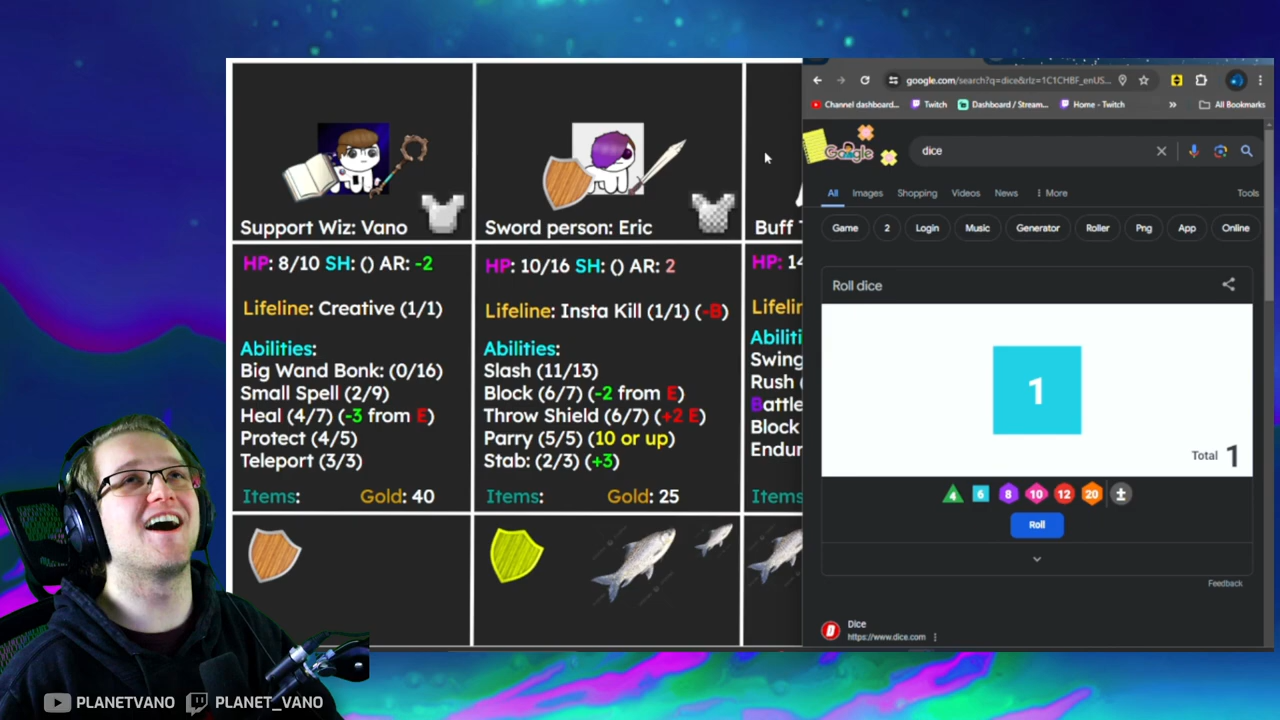 Support Wiz: Vano
HP: 8/10 SH: () AR: -2
Lifeline: Creative (1/1)
Abilities:
Big Wand Bonk: (0/16)
Small Spell (2/9)
Heal (4/7) (-3 from E)
Protect (4/5)
Teleport (3/3)
Items: Gold: 40
Sword person: Eric
HP: 10/16 SH: () AR: 2
Lifeline: Insta Kill (1/1) (-B)
Abilities:
Slash (11/13)
Block (6/7) (-2 from E)
Throw Shield (6/7) (+2 E)
Parry (5/5) (10 or up)
Stab: (2/3) (+3)
Items: Gold: 25
Buff
HP: 14
Lifelin
Abiliti
Swing
Rush (
Battle
Block
Endur
Items
google.com/search?q=dice&rlz=1C1CHBF_enUS...
Channel dashboard... Twitch Dashboard / Stream... Home - Twitch » All Bookmarks
Google
dice
All Images Shopping Videos News More Tools
Game 2 Login Music Generator Roller Png App Online
Roll dice
1
Total 1
4 6 8 10 12 20 ±
Roll
Feedback
D Dice
https://www.dice.com
PLANETVANO PLANET_VANO